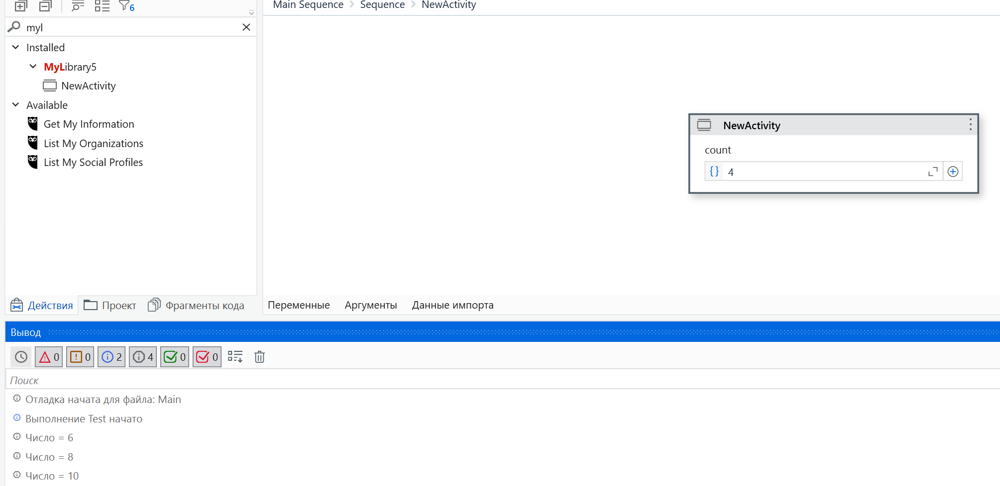 6
Main Sequence > Sequence > NewActivity
myl
Installed
MyLibrary5
NewActivity
Available
Get My Information
List My Organizations
List My Social Profiles
NewActivity
count
{} 4
Действия Проект Фрагменты кода
Переменные Аргументы Данные импорта
Вывод
0 0 2 4 0 0
Поиск
Отладка начата для файла: Main
Выполнение Test начато
Число = 6
Число = 8
Число = 10